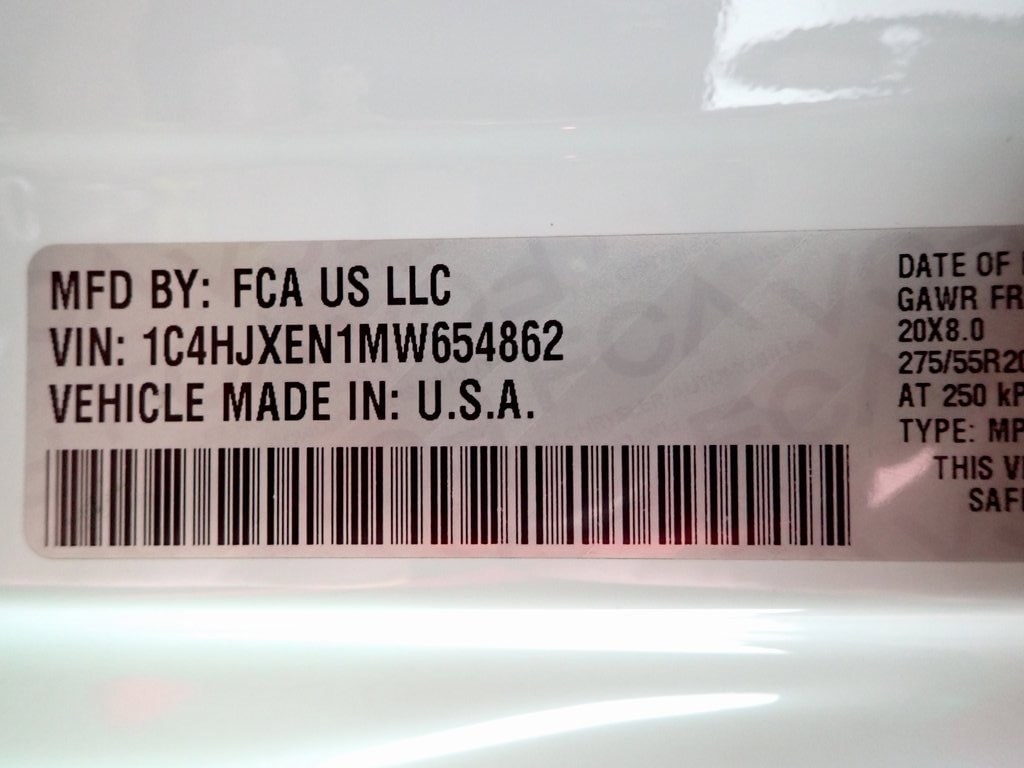 MFD BY: FCA US LLC
VIN: 1C4HJXEN1MW654862
VEHICLE MADE IN: U.S.A.
DATE OF
GAWR FR
20X8.0
275/55R20
AT 250 kP
TYPE: MP
THIS V
SAF